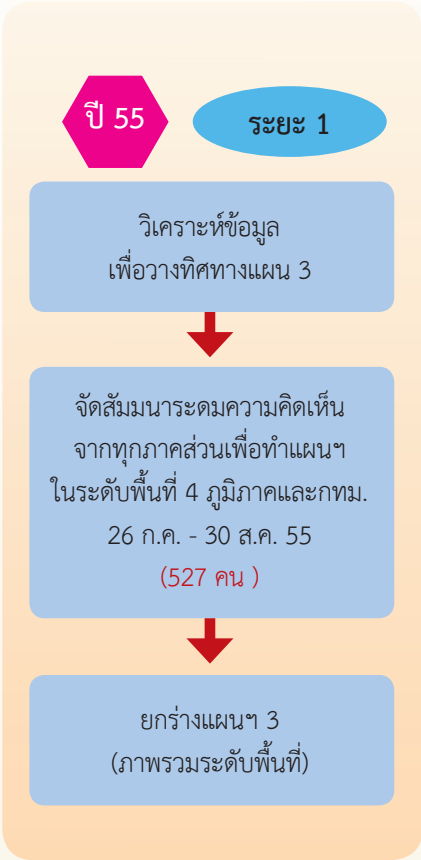 ปี 55
ระยะ 1
วิเคราะห์ข้อมูล
เพื่อวางทิศทางแผน 3
จัดสัมมนาระดมความคิดเห็น
จากทุกภาคส่วนเพื่อทำแผนฯ
ในระดับพื้นที่ 4 ภูมิภาคและกทม.
26 ก.ค. - 30 ส.ค. 55
(527 คน )
ยกร่างแผนฯ 3
(ภาพรวมระดับพื้นที่)